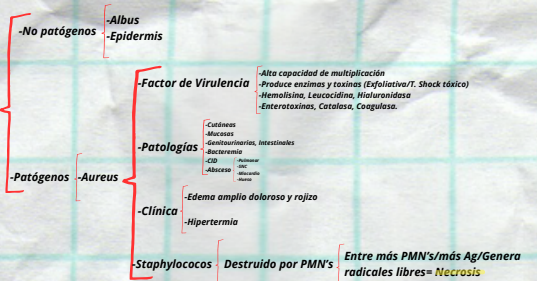 -No patógenos
-Albus
-Epidermis
-Patógenos
-Aureus
-Factor de Virulencia
-Alta capacidad de multiplicación
-Produce enzimas y toxinas (Exfoliativa/T. Shock tóxico)
-Hemolisina, Leucocidina, Hialuronidasa
-Enterotoxinas, Catalasa, Coagulasa.
-Patologías
-Cutáneas
-Mucosas
-Genitourinarias, Intestinales
-Bacteremia
-CID
-Absceso
-Pulmonar
-SNC
-Miocardio
-Hueso
-Clínica
-Edema amplio doloroso y rojizo
-Hipertermia
-Staphylococos
Destruido por PMN's
Entre más PMN's/más Ag/Genera
radicales libres= Necrosis